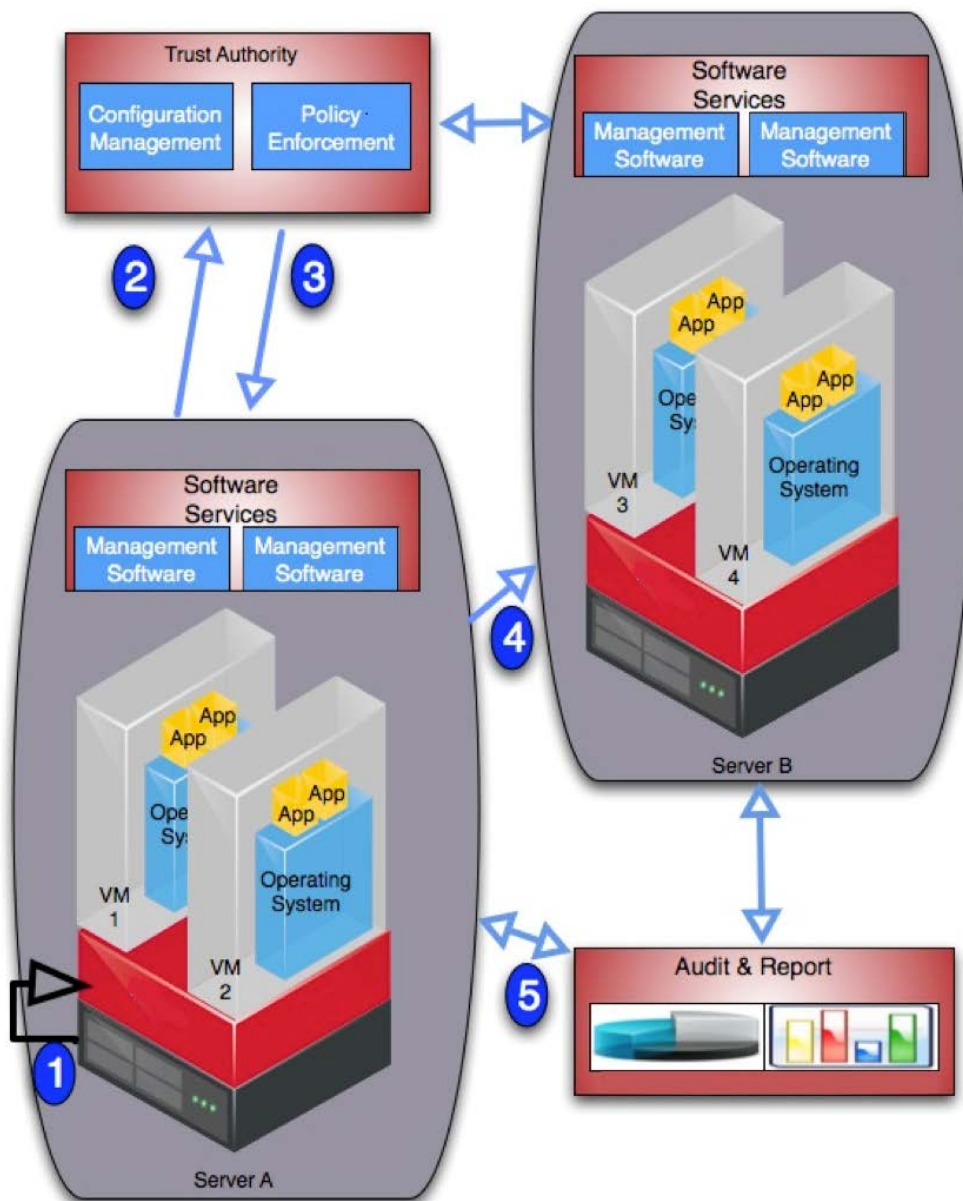 Trust Authority
Configuration
Management
Policy
Enforcement
Software
Services
Management
Software
Management
Software
2
3
App
App
App
App
Operating
System
VM
3
VM
4
Server B
Software
Services
Management
Software
Management
Software
4
App
App
App
App
Operating
System
VM
1
VM
2
1
Server A
5
Audit & Report